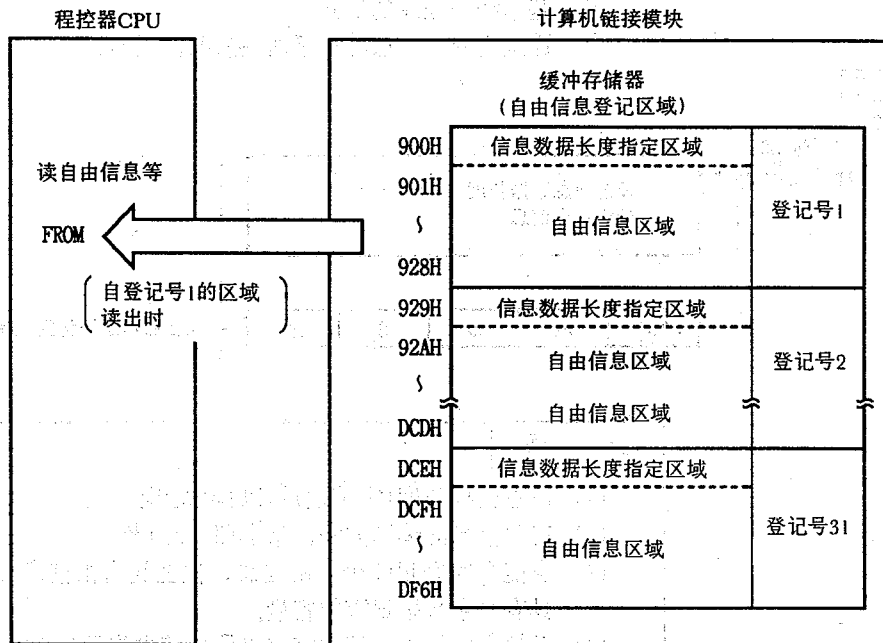 程控器CPU
计算机链接模块
缓冲存储器
(自由信息登记区域)
读自由信息等
FROM
(自登记号1的区域
读出时)
900H 信息数据长度指定区域
901H
~
928H
自由信息区域
登记号1
929H 信息数据长度指定区域
92AH 自由信息区域
~
自由信息区域
DCDH
登记号2
DCEH 信息数据长度指定区域
DCFH
~
DF6H
自由信息区域
登记号31